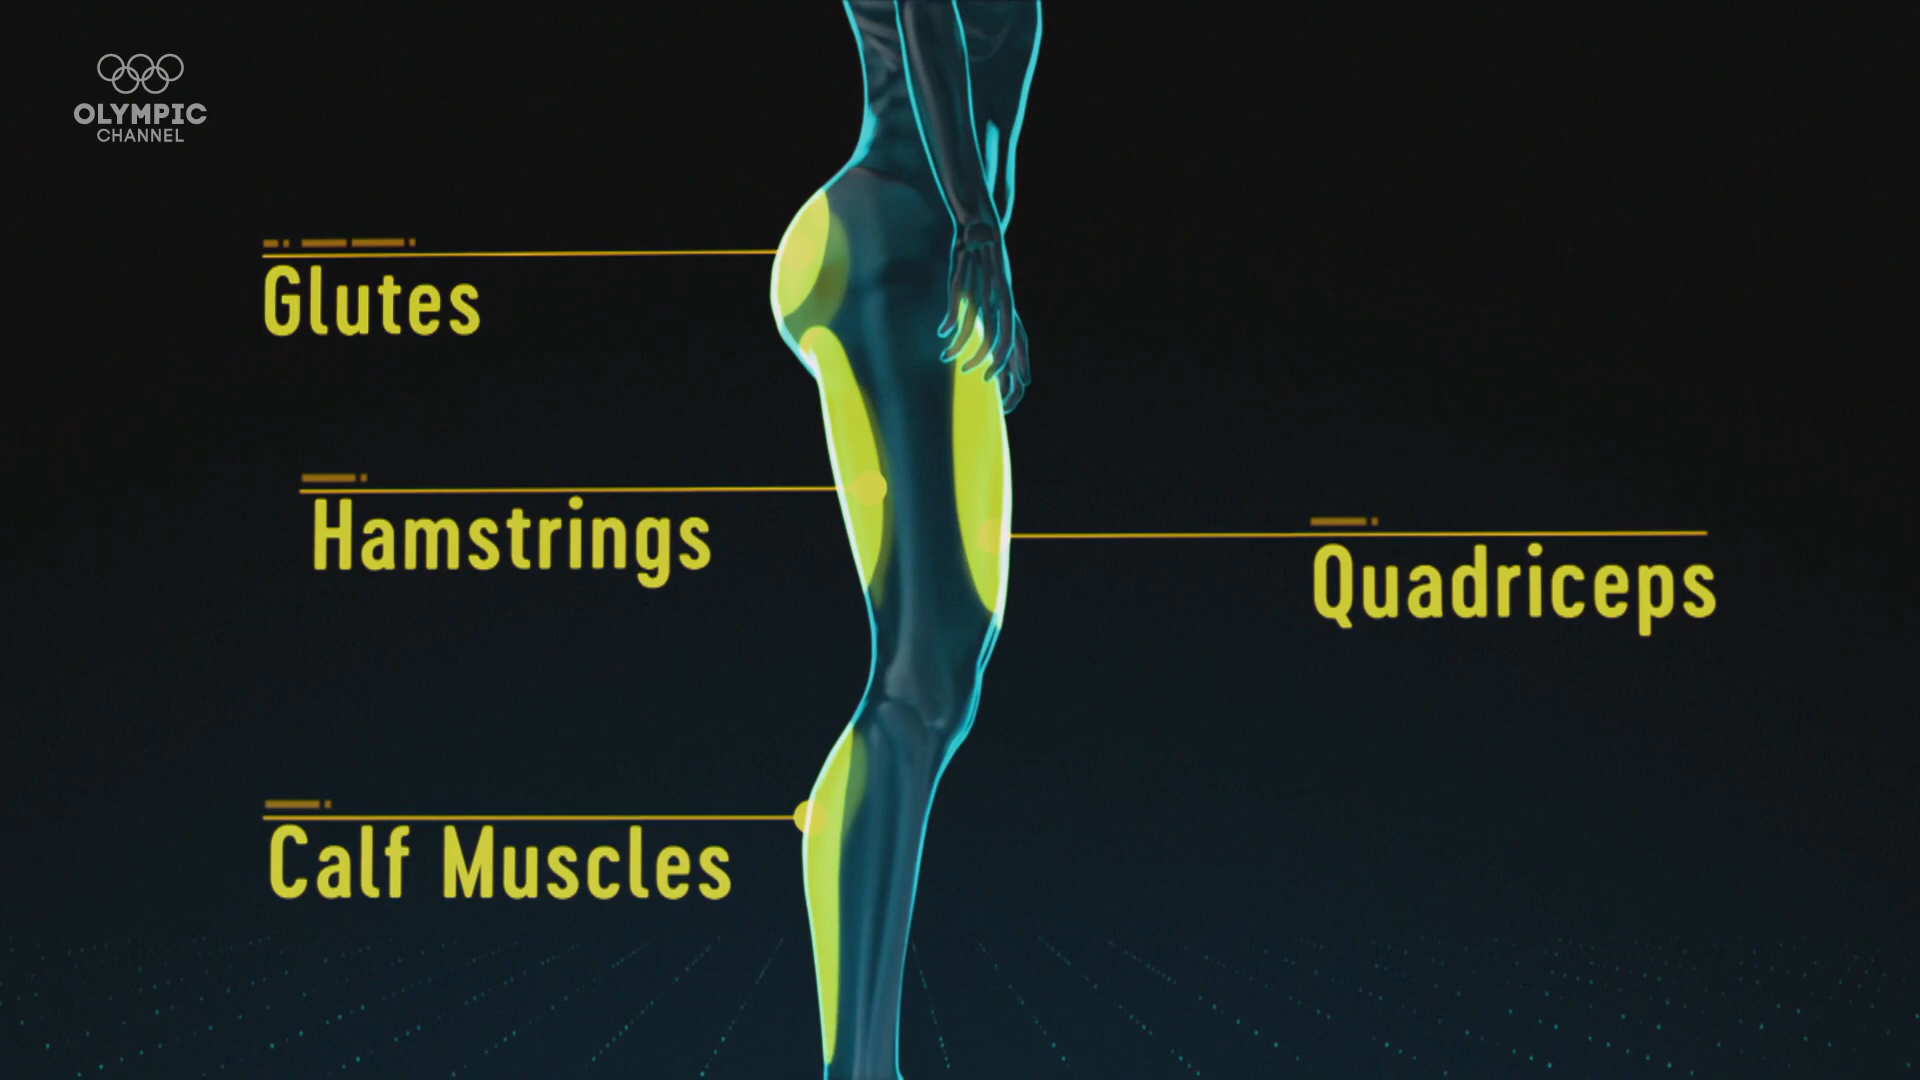 OLYMPIC
CHANNEL
Glutes
Hamstrings
Quadriceps
Calf Muscles